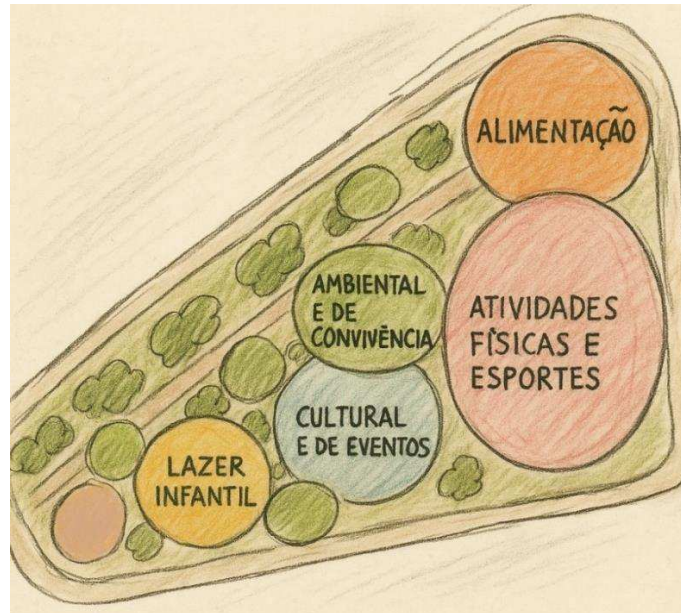 ALIMENTAÇÃO
AMBIENTAL
E DE
CONVIVÊNCIA
ATIVIDADES
FÍSICAS E
ESPORTES
CULTURAL
E DE EVENTOS
LAZER
INFANTIL